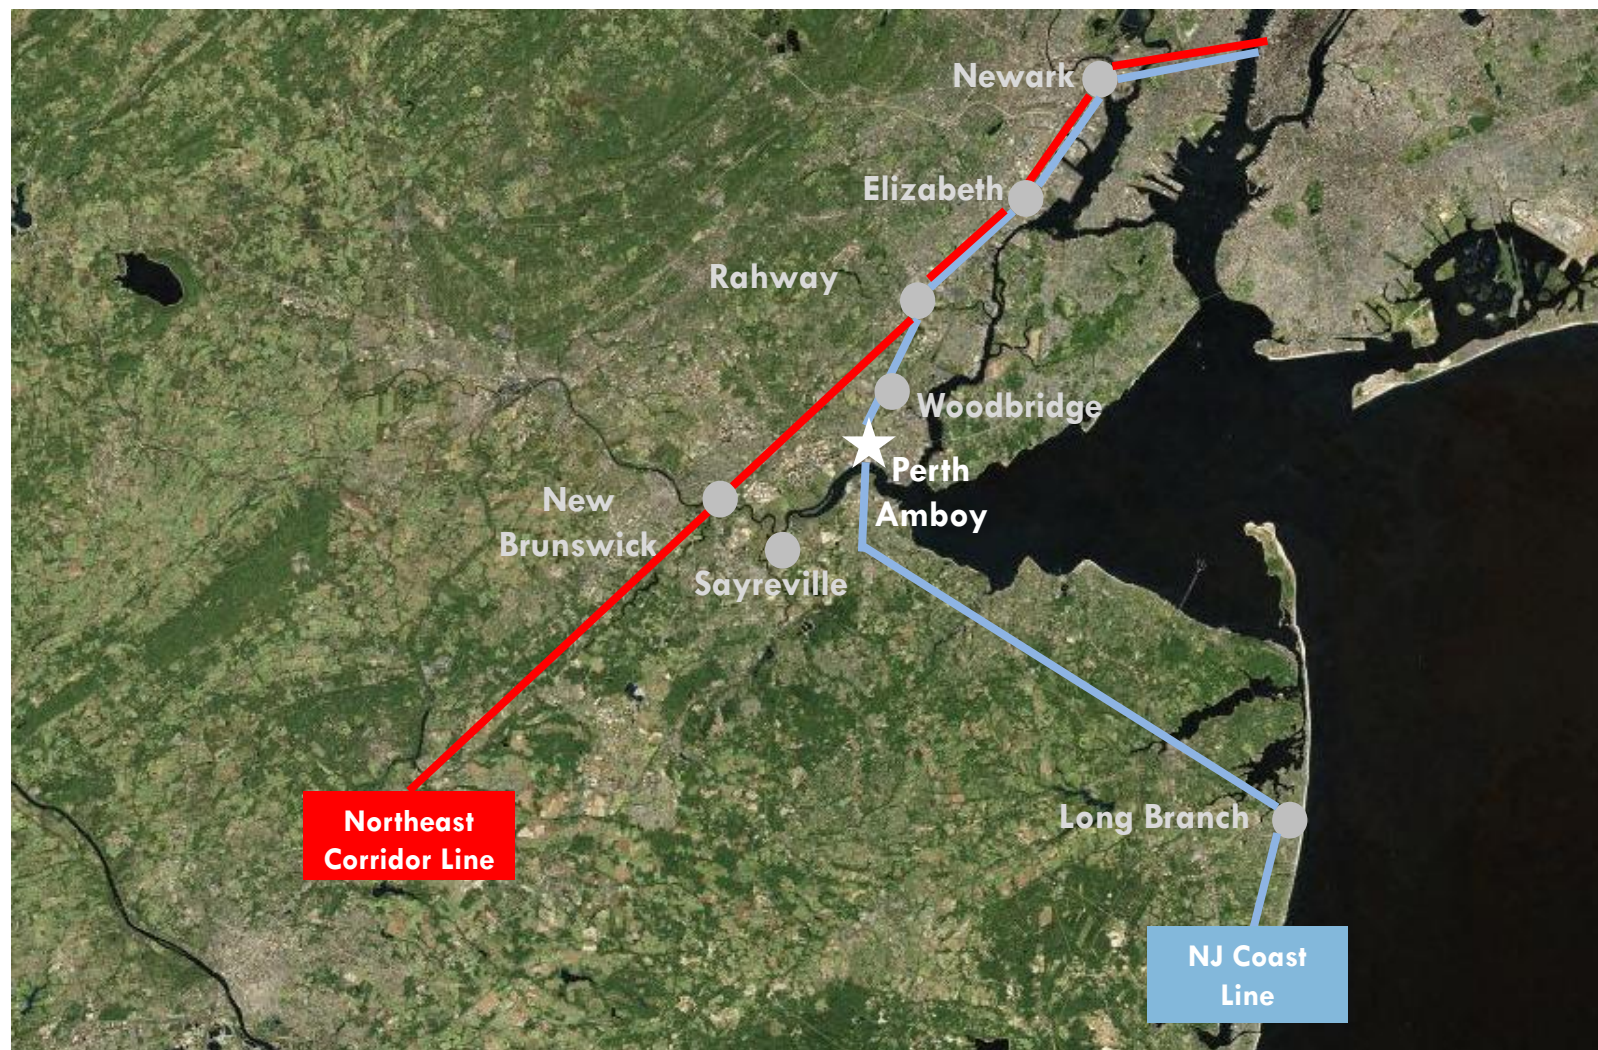 Newark
Elizabeth
Rahway
Woodbridge
Perth
Amboy
New
Brunswick
Sayreville
Long Branch
Northeast
Corridor Line
NJ Coast
Line